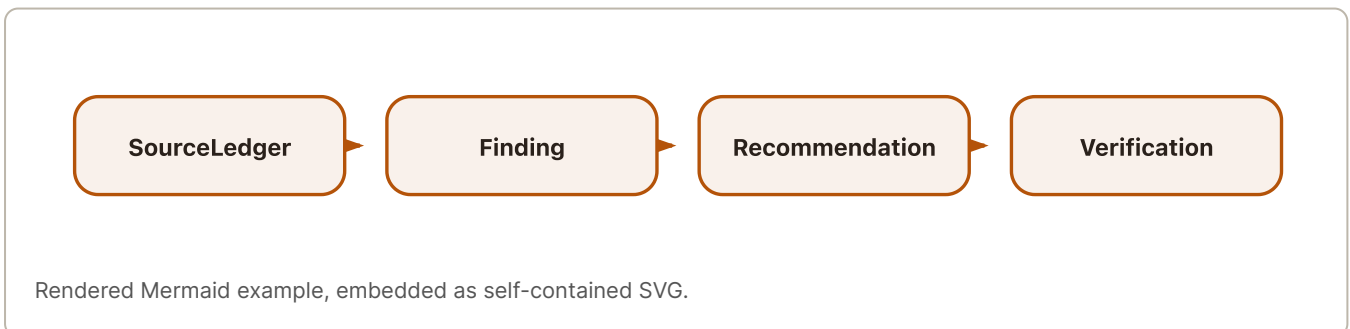 SourceLedger
Finding
Recommendation
Verification
Rendered Mermaid example, embedded as self-contained SVG.